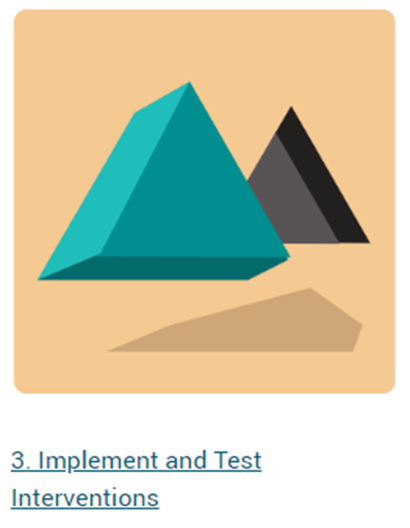 3. Implement and Test
Interventions